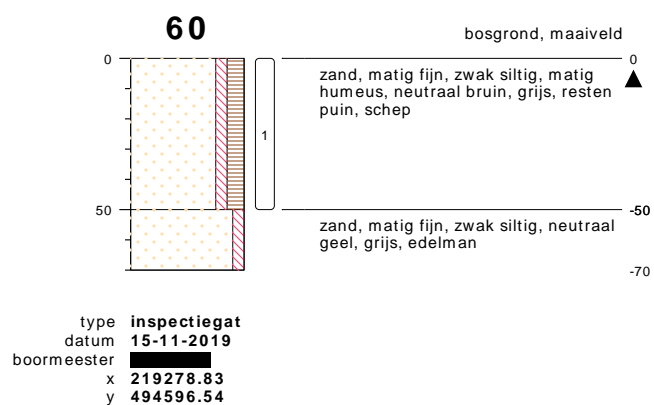 60
bosgrond, maaiveld
0
0
zand, matig fijn, zwak siltig, matig
humeus, neutraal bruin, grijs, resten
puin, schep
1
50
-50
zand, matig fijn, zwak siltig, neutraal
geel, grijs, edelman
-70
type inspectiegat
datum 15-11-2019
boormeester
x 219278.83
y 494596.54